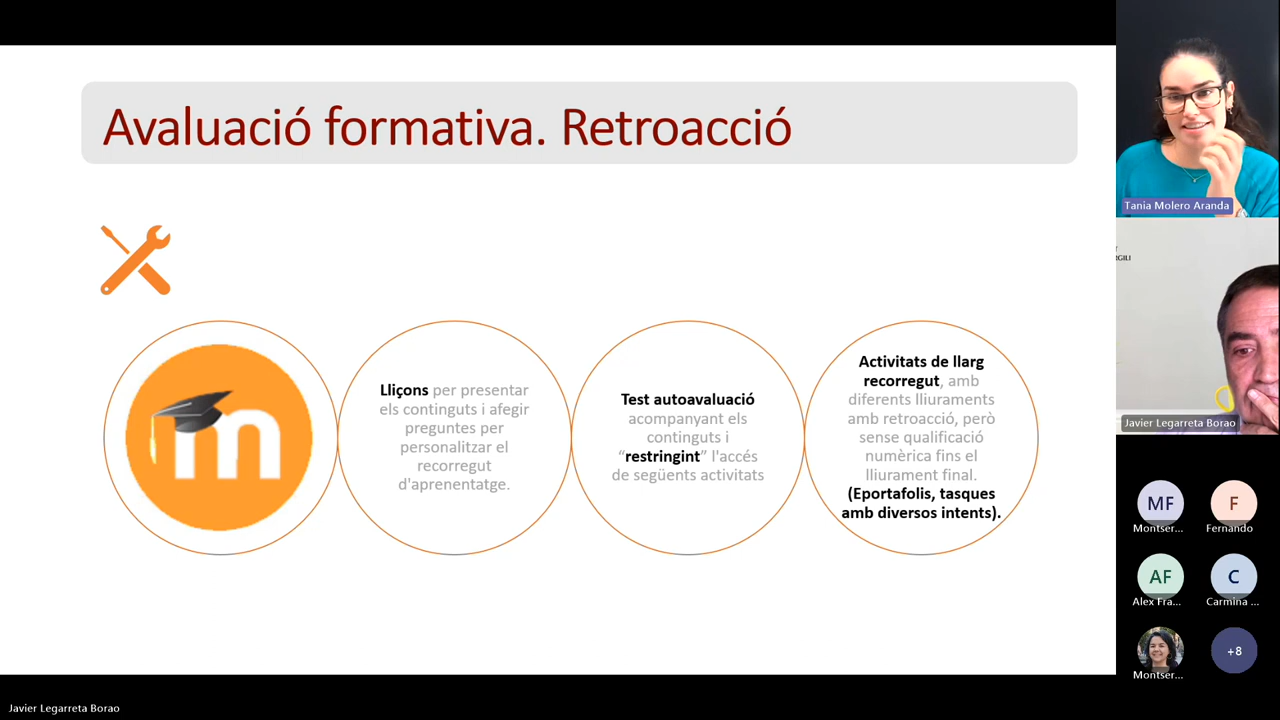 Avaluació formativa. Retroacció
Lliçons per presentar
els continguts i afegir
preguntes per
personalitzar el
recorregut
d'aprenentatge.
Test autoavaluació
acompanyant els
continguts i
“restringint” l'accés
de següents activitats
Activitats de llarg
recorregut, amb
diferents lliuraments
amb retroacció, però
sense qualificació
numèrica fins el
lliurament final.
(Eportafolis, tasques
amb diversos intents).
Tania Molero Aranda
Javier Legarreta Borao
MF
Montser...
F
Fernando
AF
Alex Fra...
C
Carmina ...
Montser...
+8
Javier Legarreta Borao